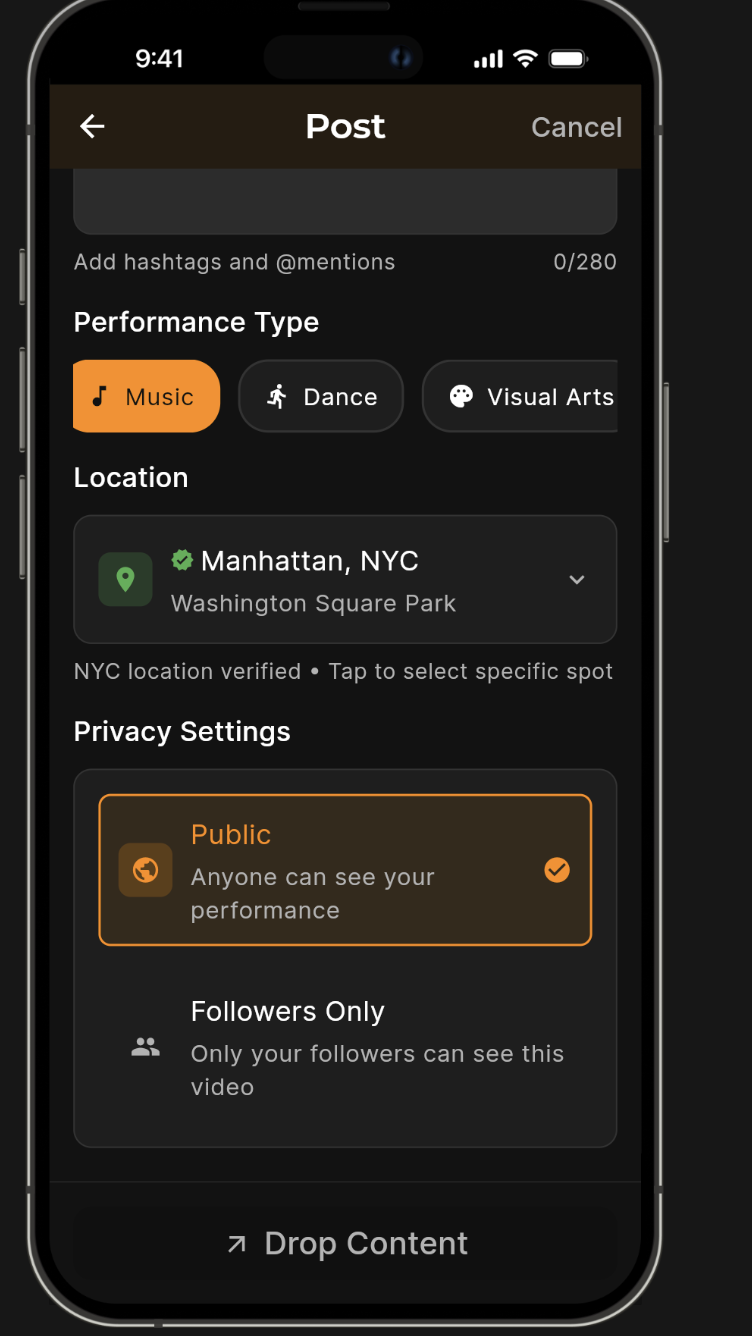 9:41
Post
Cancel
Add hashtags and @mentions
0/280
Performance Type
Music
Dance
Visual Arts
Location
Manhattan, NYC
Washington Square Park
NYC location verified • Tap to select specific spot
Privacy Settings
Public
Anyone can see your
performance
Followers Only
Only your followers can see this
video
Drop Content